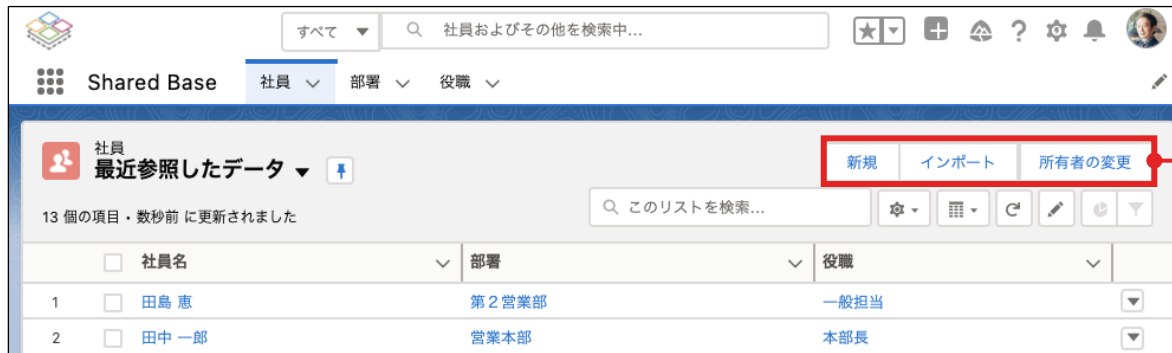 すべて 社員およびその他を検索中...
Shared Base 社員 部署 役職
社員
最近参照したデータ
新規 インポート 所有者の変更
13 個の項目・数秒前 に更新されました
このリストを検索...
社員名 部署 役職
1 田島 恵 第２営業部 一般担当
2 田中 一郎 営業本部 本部長